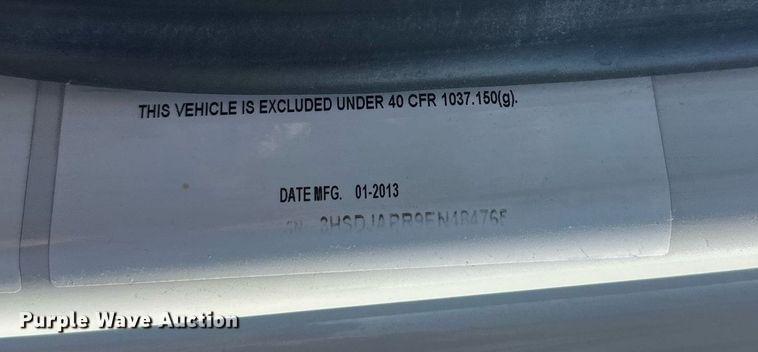 THIS VEHICLE IS EXCLUDED UNDER 40 CFR 1037.150(g).
DATE MFG. 01-2013
Purple Wave Auction